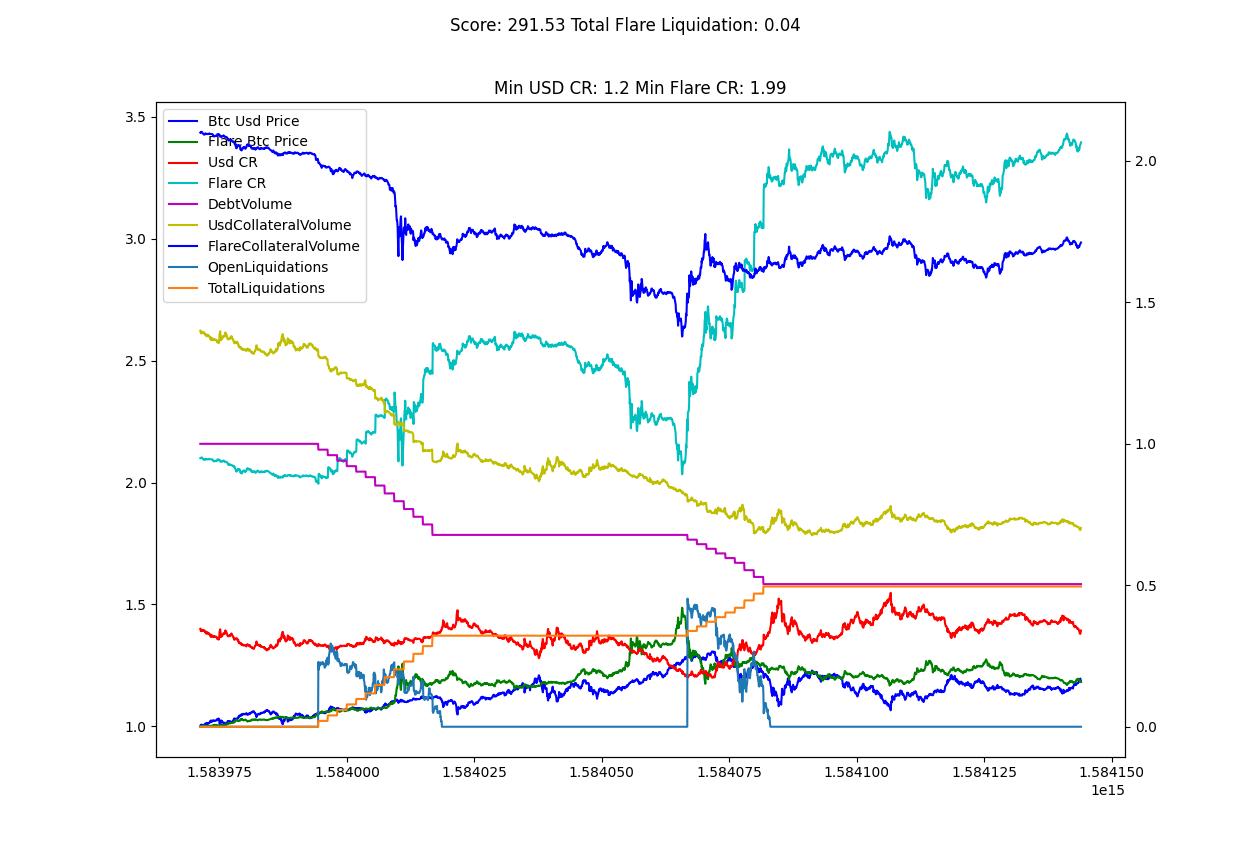 Score: 291.53 Total Flare Liquidation: 0.04
Min USD CR: 1.2 Min Flare CR: 1.99
Btc Usd Price
Flare Btc Price
Usd CR
Flare CR
DebtVolume
UsdCollateralVolume
FlareCollateralVolume
OpenLiquidations
TotalLiquidations
3.5
3.0
2.5
2.0
1.5
1.0
2.0
1.5
1.0
0.5
0.0
1.583975
1.584000
1.584025
1.584050
1.584075
1.584100
1.584125
1.584150
1e15